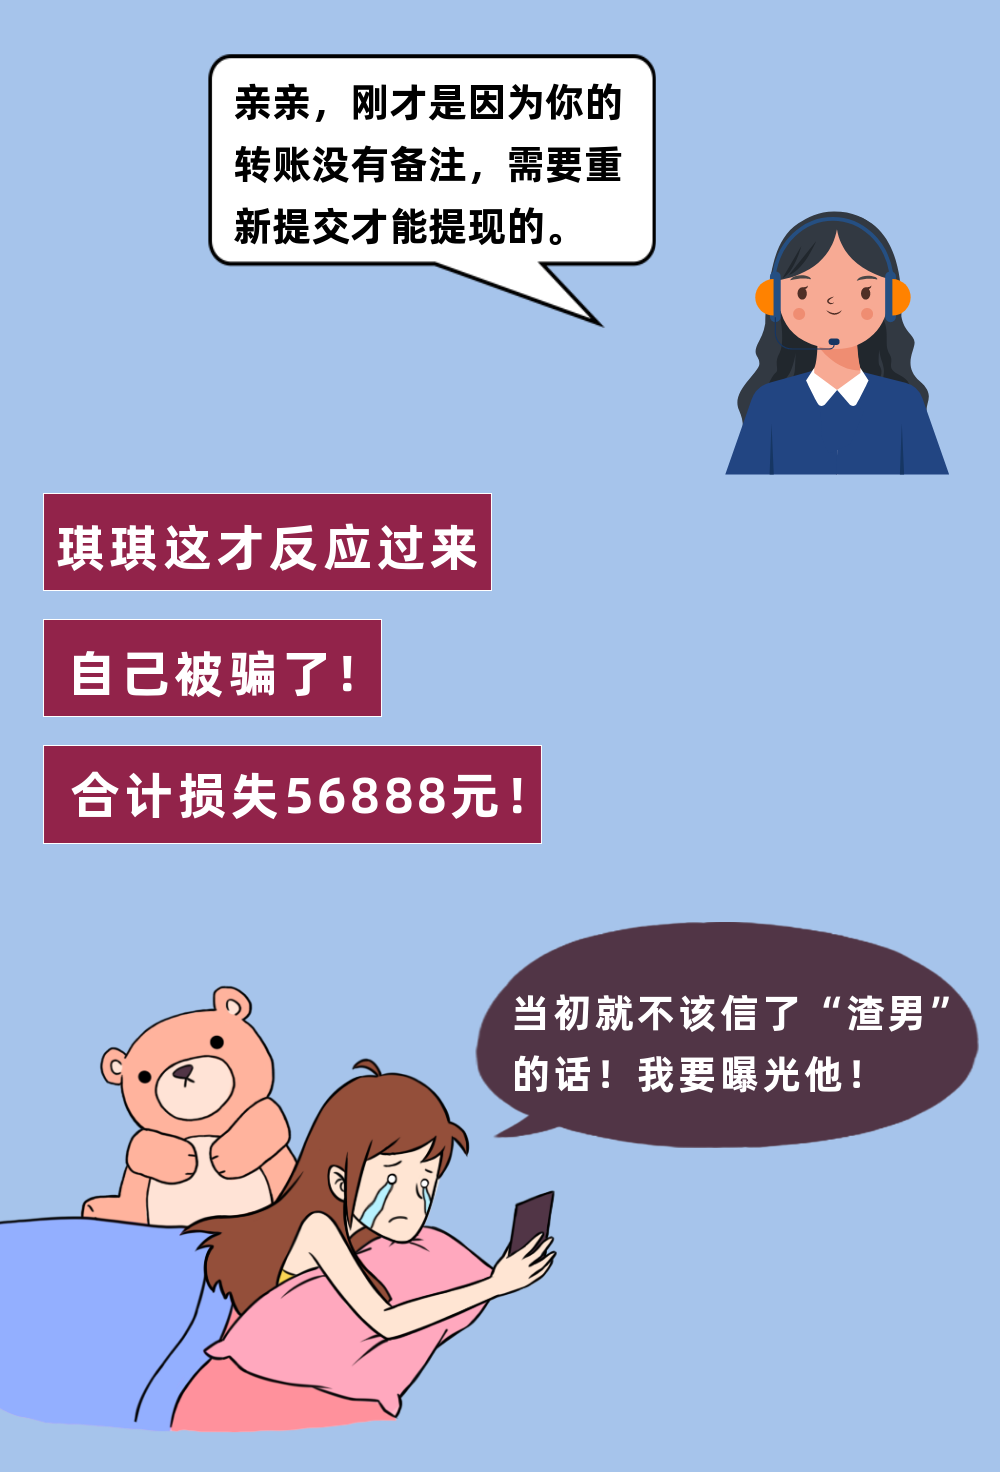 亲亲，刚才是因为你的
转账没有备注，需要重
新提交才能提现的。
琪琪这才反应过来
自己被骗了！
合计损失56888元！
当初就不该信了“渣男”
的话！我要曝光他！